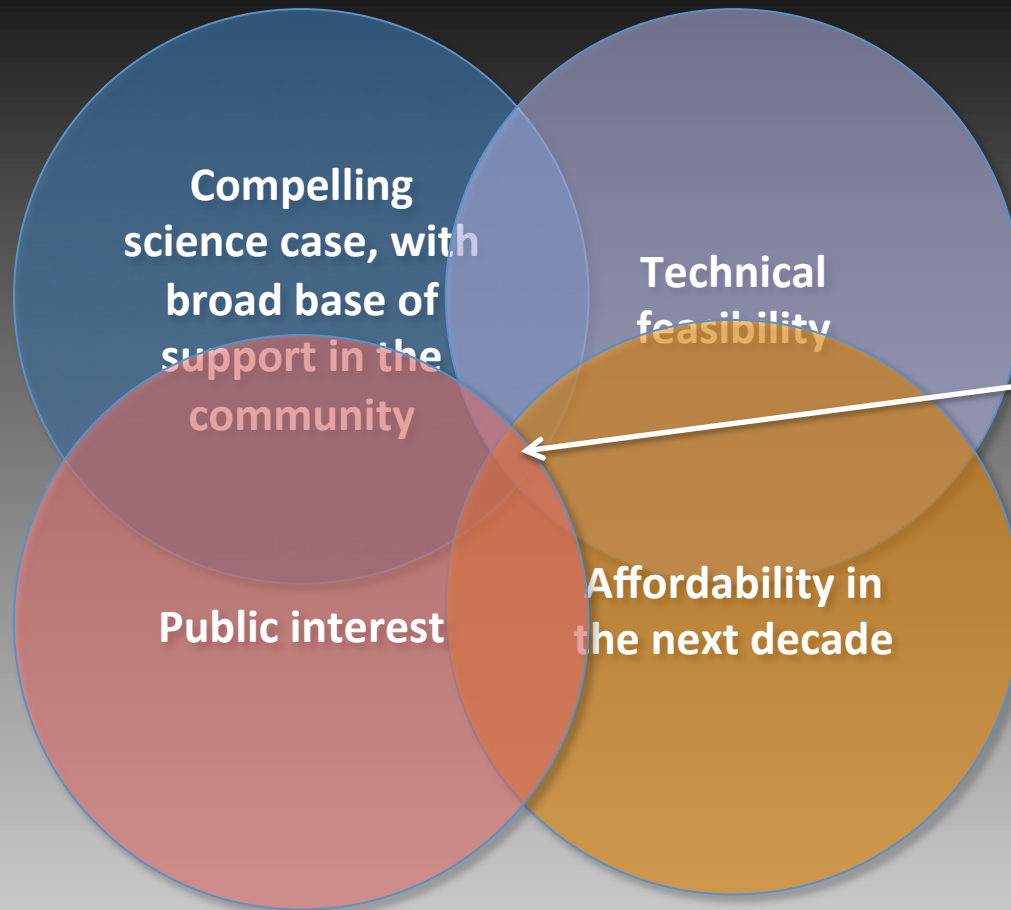 Compelling
science case, with
broad base of
support in the
community
Technical
feasibility
Public interest
Affordability in
the next decade